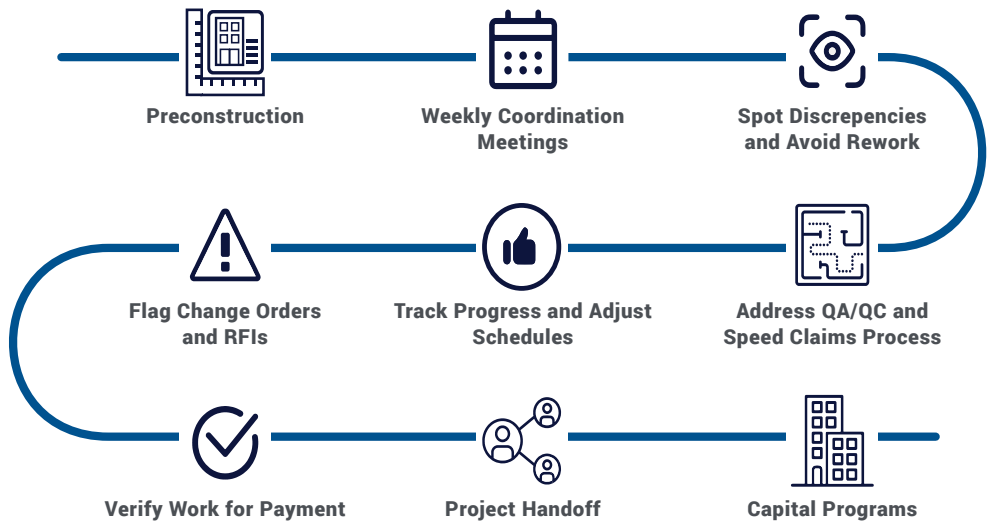 Preconstruction
Weekly Coordination
Meetings
Spot Discrepencies
and Avoid Rework
Flag Change Orders
and RFIs
Track Progress and Adjust
Schedules
Address QA/QC and
Speed Claims Process
Verify Work for Payment
Project Handoff
Capital Programs